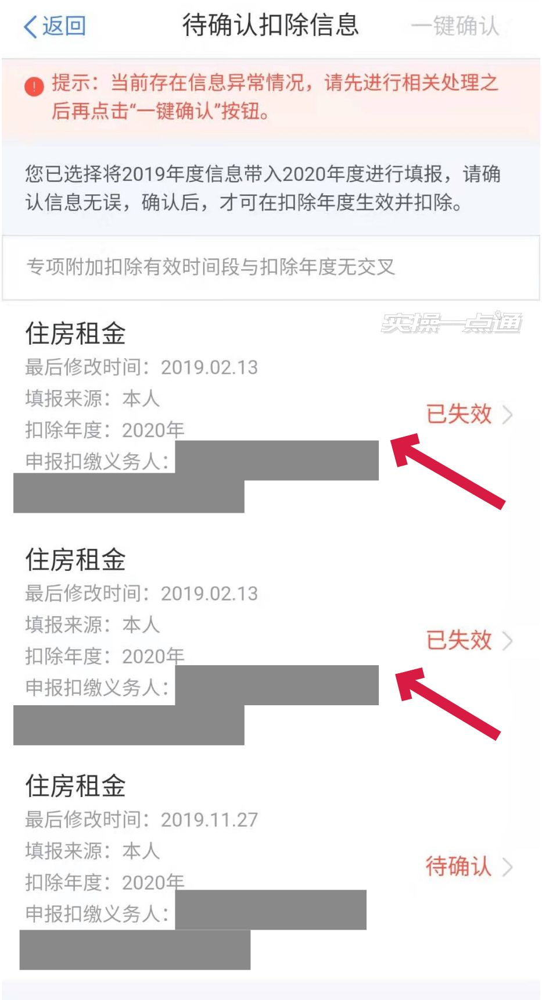 返回
待确认扣除信息
一键确认
提示：当前存在信息异常情况，请先进行相关处理之
后再点击“一键确认”按钮。
您已选择将2019年度信息带入2020年度进行填报，请确
认信息无误，确认后，才可在扣除年度生效并扣除。
专项附加扣除有效时间段与扣除年度无交叉
实操一点通
住房租金
最后修改时间：2019.02.13
填报来源：本人
已失效
扣除年度：2020年
申报扣缴义务人：
住房租金
最后修改时间：2019.02.13
填报来源：本人
已失效
扣除年度：2020年
申报扣缴义务人：
住房租金
最后修改时间：2019.11.27
填报来源：本人
待确认
扣除年度：2020年
申报扣缴义务人：